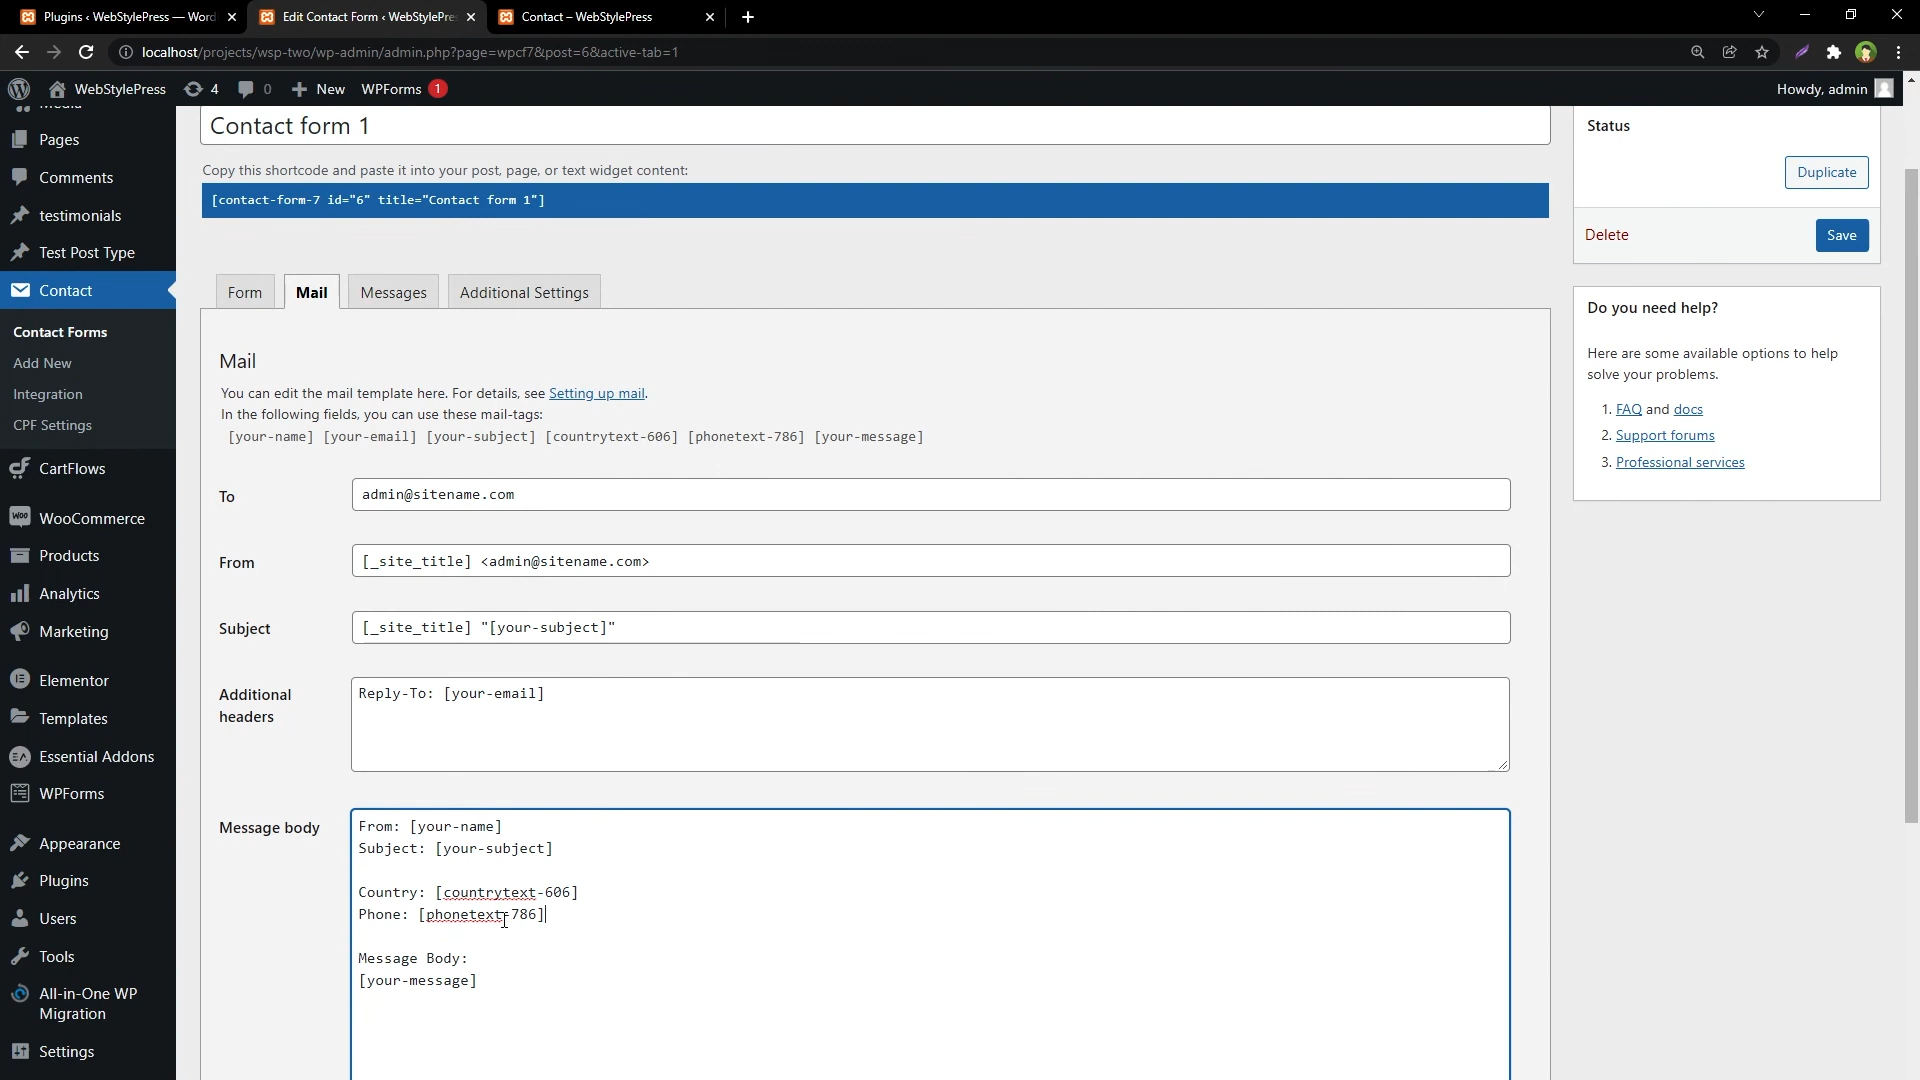 Plugins ‹ WebStylePress — Word
Edit Contact Form ‹ WebStylePre
Contact – WebStylePress
localhost/projects/wsp-two/wp-admin/admin.php?page=wpcf7&post=6&active-tab=1
WebStylePress
4
0
New
WPForms
1
Howdy, admin
Media
Pages
Comments
testimonials
Test Post Type
Contact
Contact Forms
Add New
Integration
CPF Settings
CartFlows
WooCommerce
Products
Analytics
Marketing
Elementor
Templates
Essential Addons
WPForms
Appearance
Plugins
Users
Tools
All-in-One WP
Migration
Settings
Contact form 1
Copy this shortcode and paste it into your post, page, or text widget content:
[contact-form-7 id="6" title="Contact form 1"]
Form
Mail
Messages
Additional Settings
Mail
You can edit the mail template here. For details, see Setting up mail.
In the following fields, you can use these mail-tags:
[your-name] [your-email] [your-subject] [countrytext-606] [phonetext-786] [your-message]
To
admin@sitename.com
From
[_site_title] <admin@sitename.com>
Subject
[_site_title] "[your-subject]"
Additional
headers
Reply-To: [your-email]
Message body
From: [your-name]
Subject: [your-subject]
Country: [countrytext-606]
Phone: [phonetext-786]
Message Body:
[your-message]
Status
Duplicate
Delete
Save
Do you need help?
Here are some available options to help
solve your problems.
1. FAQ and docs
2. Support forums
3. Professional services